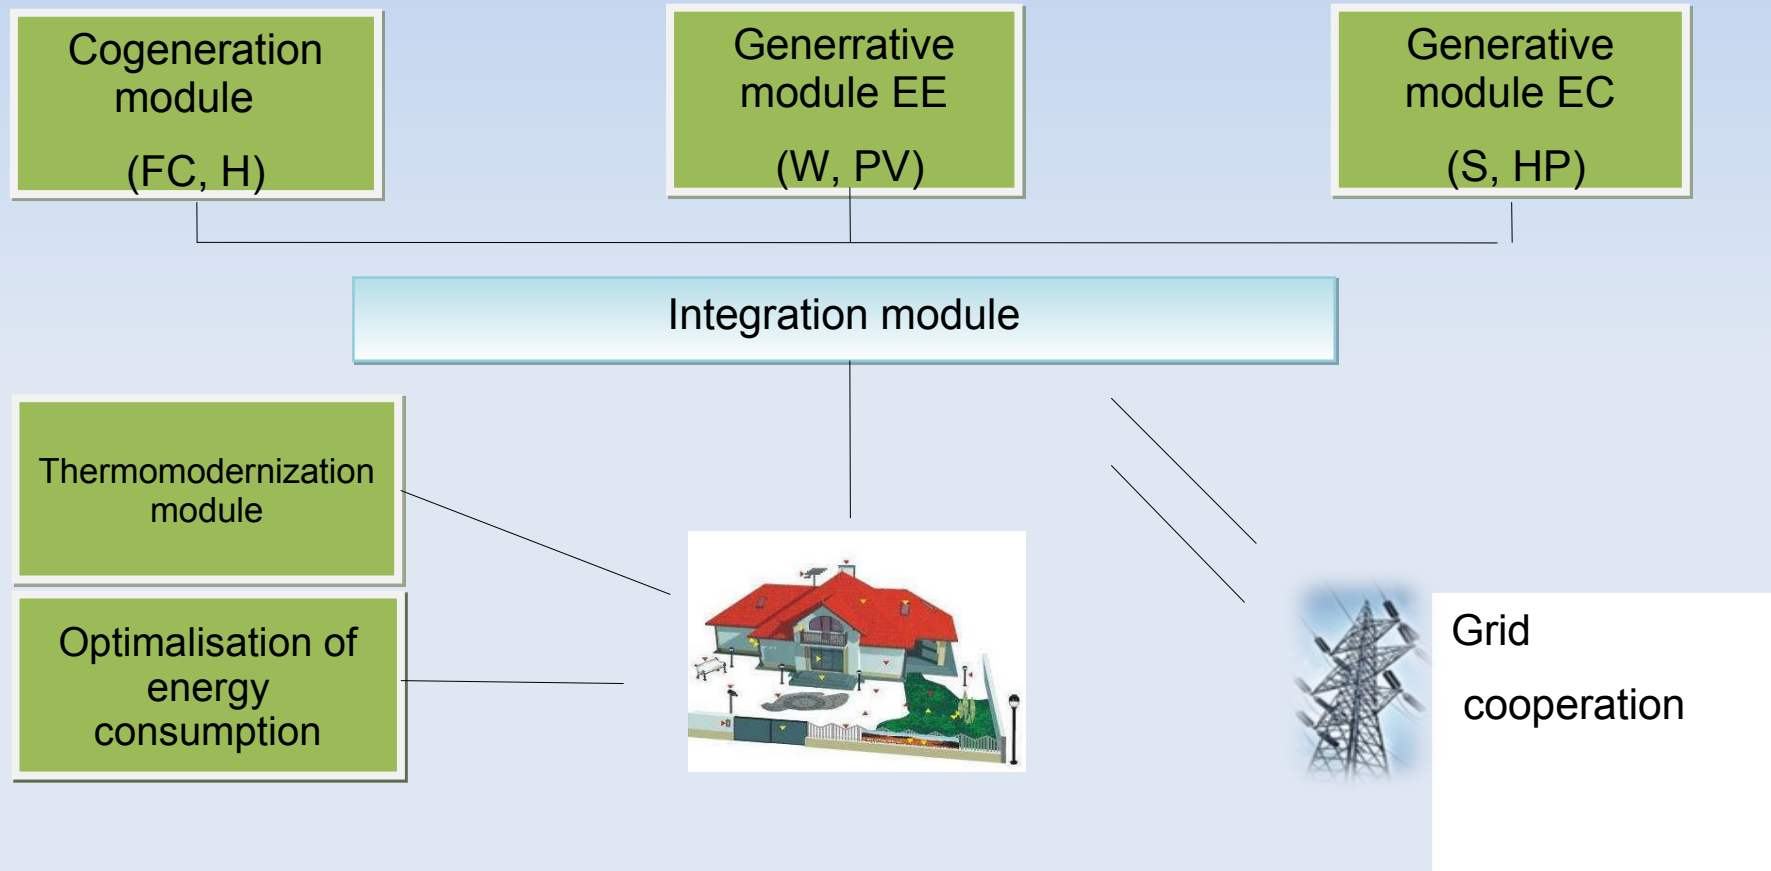 Cogeneration
module
(FC, H)
Generrative
module EE
(W, PV)
Generative
module EC
(S, HP)
Integration module
Thermomodernization
module
Optimalisation of
energy
consumption
Grid
cooperation